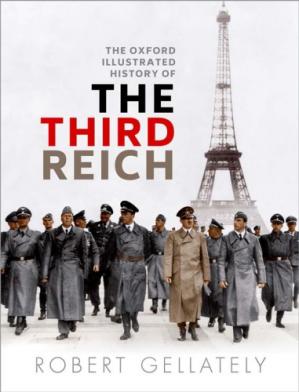 THE OXFORD
ILLUSTRATED
HISTORY OF
THE
THIRD
REICH
ROBERT GELLATELY